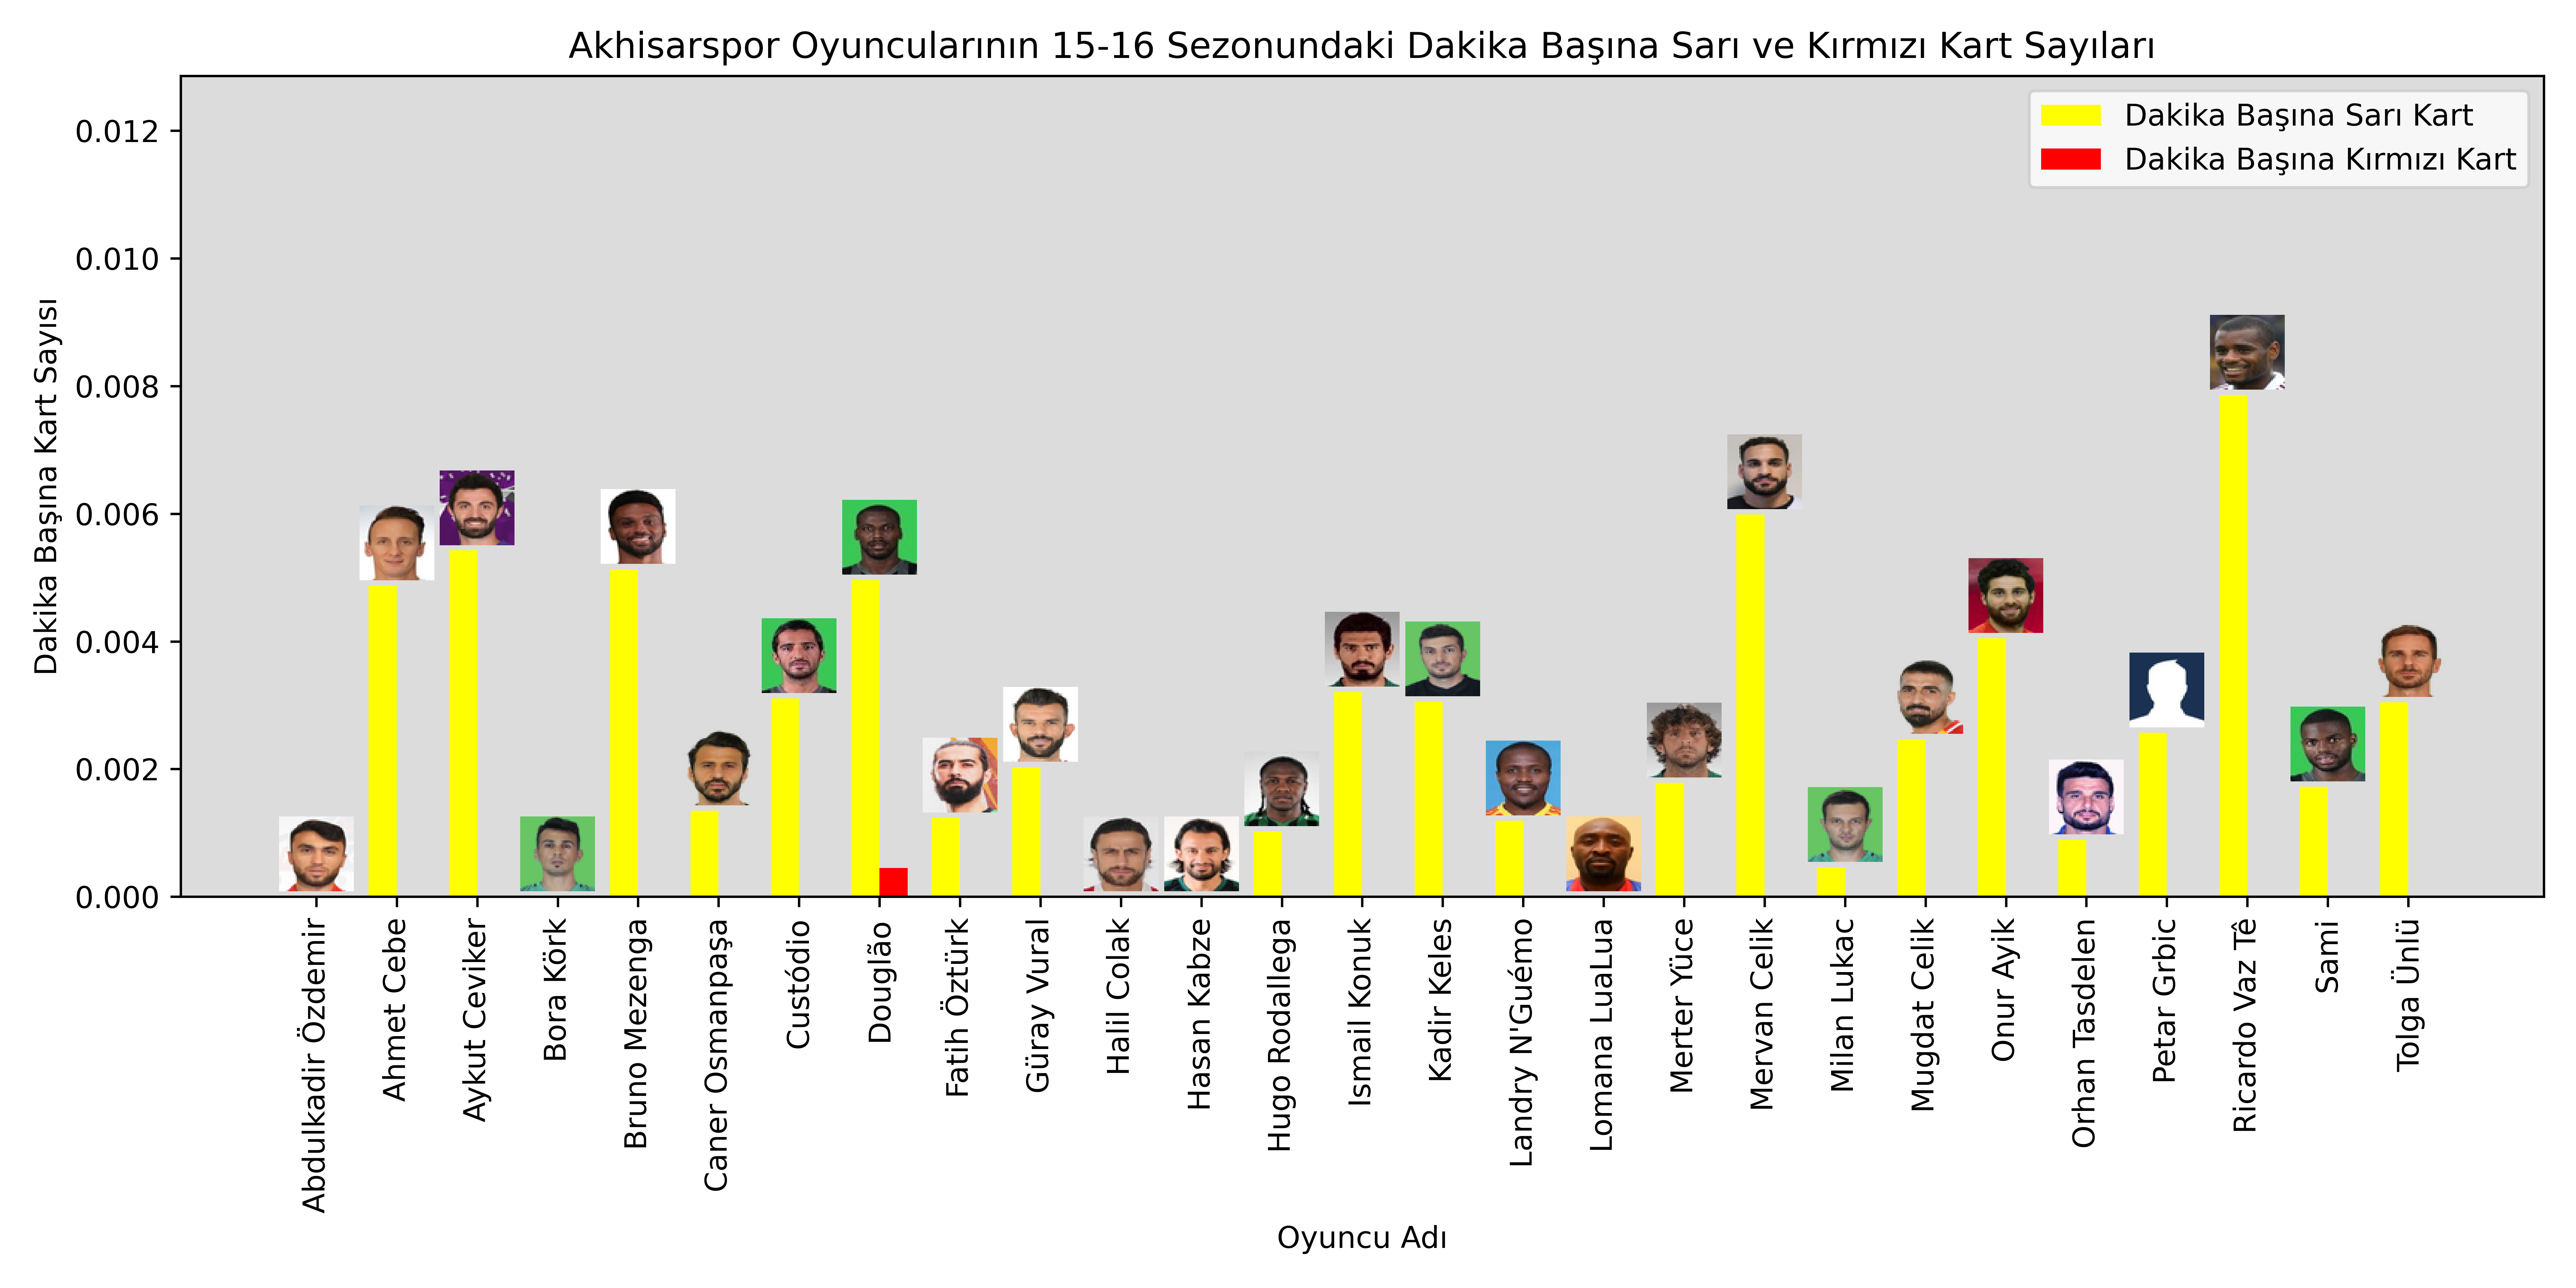 Akhisarspor Oyuncularının 15-16 Sezonundaki Dakika Başına Sarı ve Kırmızı Kart Sayıları
Dakika Başına Sarı Kart
Dakika Başına Kırmızı Kart
Dakika Başına Kart Sayısı
0.012
0.010
0.008
0.006
0.004
0.002
0.000
Abdulkadir Özdemir
Ahmet Cebe
Aykut Ceviker
Bora Körk
Bruno Mezenga
Caner Osmanpaşa
Custódio
Douglão
Fatih Öztürk
Güray Vural
Halil Colak
Hasan Kabze
Hugo Rodallega
Ismail Konuk
Kadir Keles
Landry N'Guémo
Lomana LuaLua
Merter Yüce
Mervan Celik
Milan Lukac
Mugdat Celik
Onur Ayik
Orhan Tasdelen
Petar Grbic
Ricardo Vaz Tê
Sami
Tolga Ünlü
Oyuncu Adı